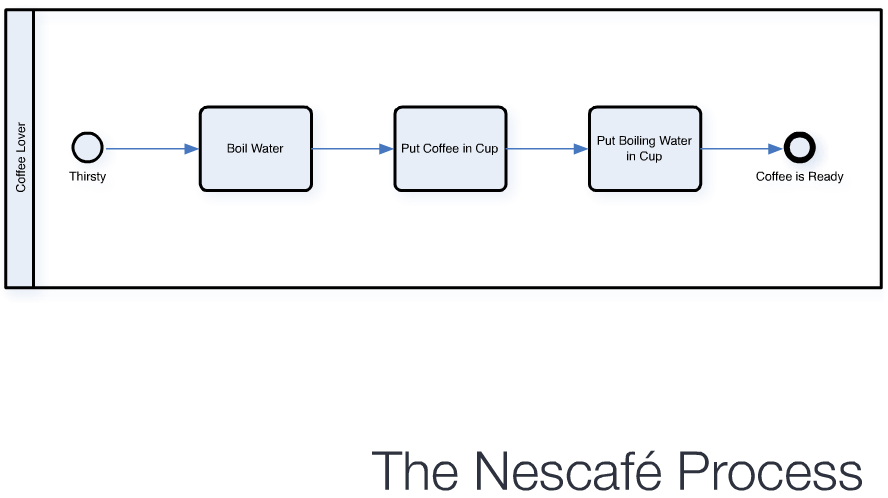 Coffee Lover
Thirsty
Boil Water
Put Coffee in Cup
Put Boiling Water
in Cup
Coffee is Ready
The Nescafé Process